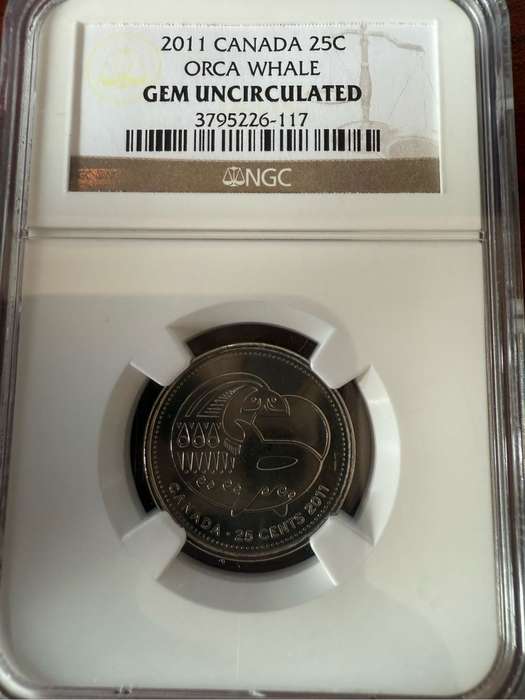 2011 CANADA 25C
ORCA WHALE
GEM UNCIRCULATED
3795226-117
NGC
CANADA · 25 CENTS 2011